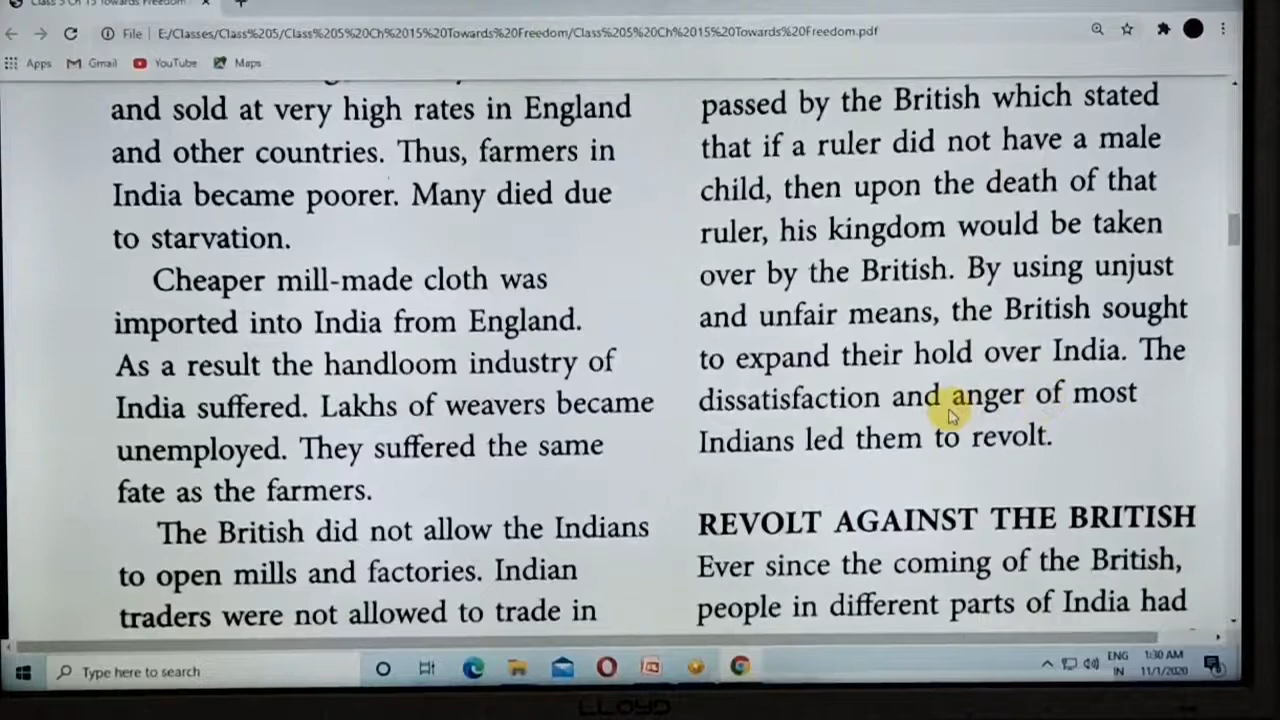 Class 5 Ch 15 Towards Freedom
File | E:/Classes/Class%205/Class%205%20Ch%2015%20Towards%20Freedom/Class%205%20Ch%2015%20Towards%20Freedom.pdf
Apps Gmail YouTube Maps
and sold at very high rates in England
and other countries. Thus, farmers in
India became poorer. Many died due
to starvation.
Cheaper mill-made cloth was
imported into India from England.
As a result the handloom industry of
India suffered. Lakhs of weavers became
unemployed. They suffered the same
fate as the farmers.
The British did not allow the Indians
to open mills and factories. Indian
traders were not allowed to trade in
passed by the British which stated
that if a ruler did not have a male
child, then upon the death of that
ruler, his kingdom would be taken
over by the British. By using unjust
and unfair means, the British sought
to expand their hold over India. The
dissatisfaction and anger of most
Indians led them to revolt.
REVOLT AGAINST THE BRITISH
Ever since the coming of the British,
people in different parts of India had
Type here to search
ENG 1:30 AM
IN 11/1/2020
LLOYD